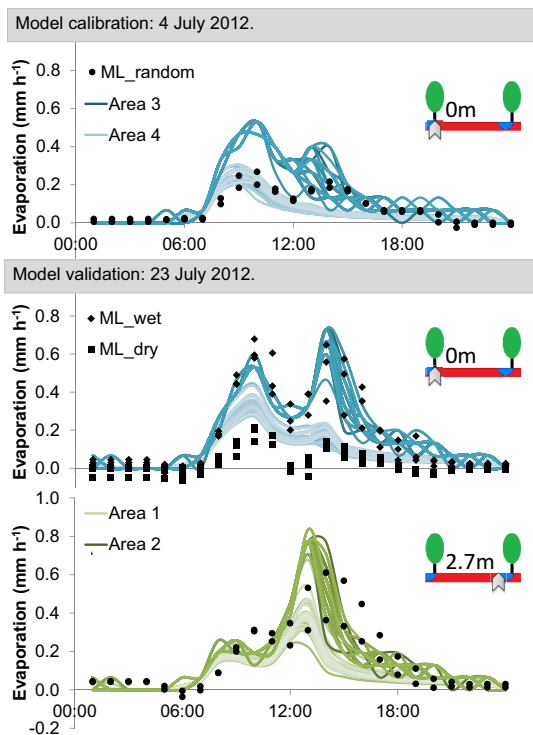 Model calibration: 4 July 2012.
Evaporation (mm h⁻¹)
0.8
0.6
0.4
0.2
0.0
ML_random
Area 3
Area 4
0m
00:00 06:00 12:00 18:00
Model validation: 23 July 2012.
Evaporation (mm h⁻¹)
0.8
0.6
0.4
0.2
0.0
ML_wet
ML_dry
0m
Evaporation (mm h⁻¹)
1.0
0.8
0.6
0.4
0.2
0.0
-0.2
Area 1
Area 2
2.7m
00:00 06:00 12:00 18:00